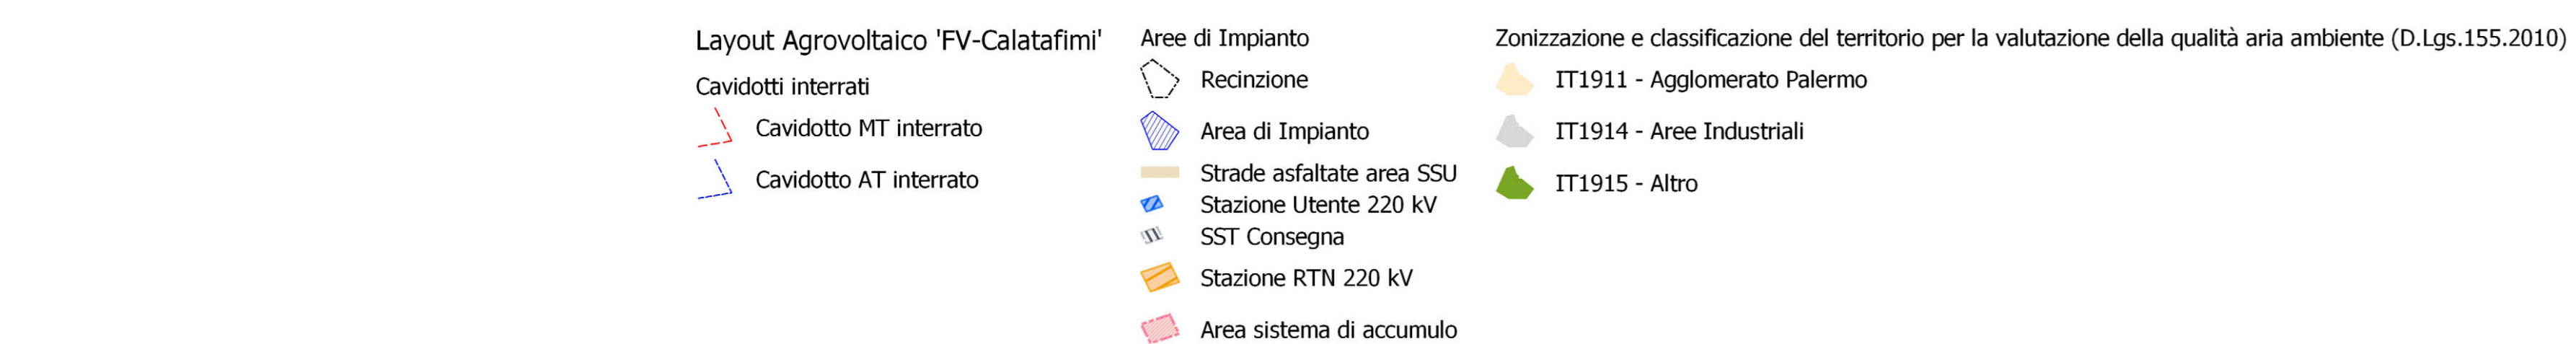 Layout Agrovoltaico 'FV-Calatafimi'
Cavidotti interrati
Cavidotto MT interrato
Cavidotto AT interrato
Aree di Impianto
Recinzione
Area di Impianto
Strade asfaltate area SSU
Stazione Utente 220 kV
SST Consegna
Stazione RTN 220 kV
Area sistema di accumulo
Zonizzazione e classificazione del territorio per la valutazione della qualità aria ambiente (D.Lgs.155.2010)
IT1911 - Agglomerato Palermo
IT1914 - Aree Industriali
IT1915 - Altro